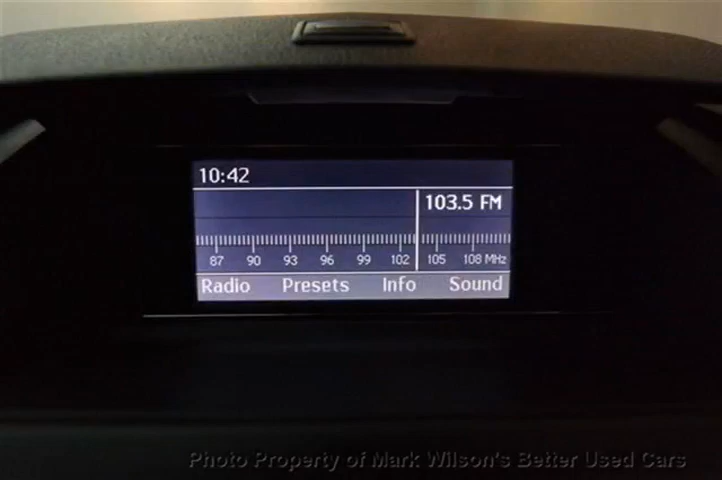 10:42
103.5 FM
87 90 93 96 99 102 105 108 MHz
Radio Presets Info Sound
Photo Property of Mark Wilson's Better Used Cars